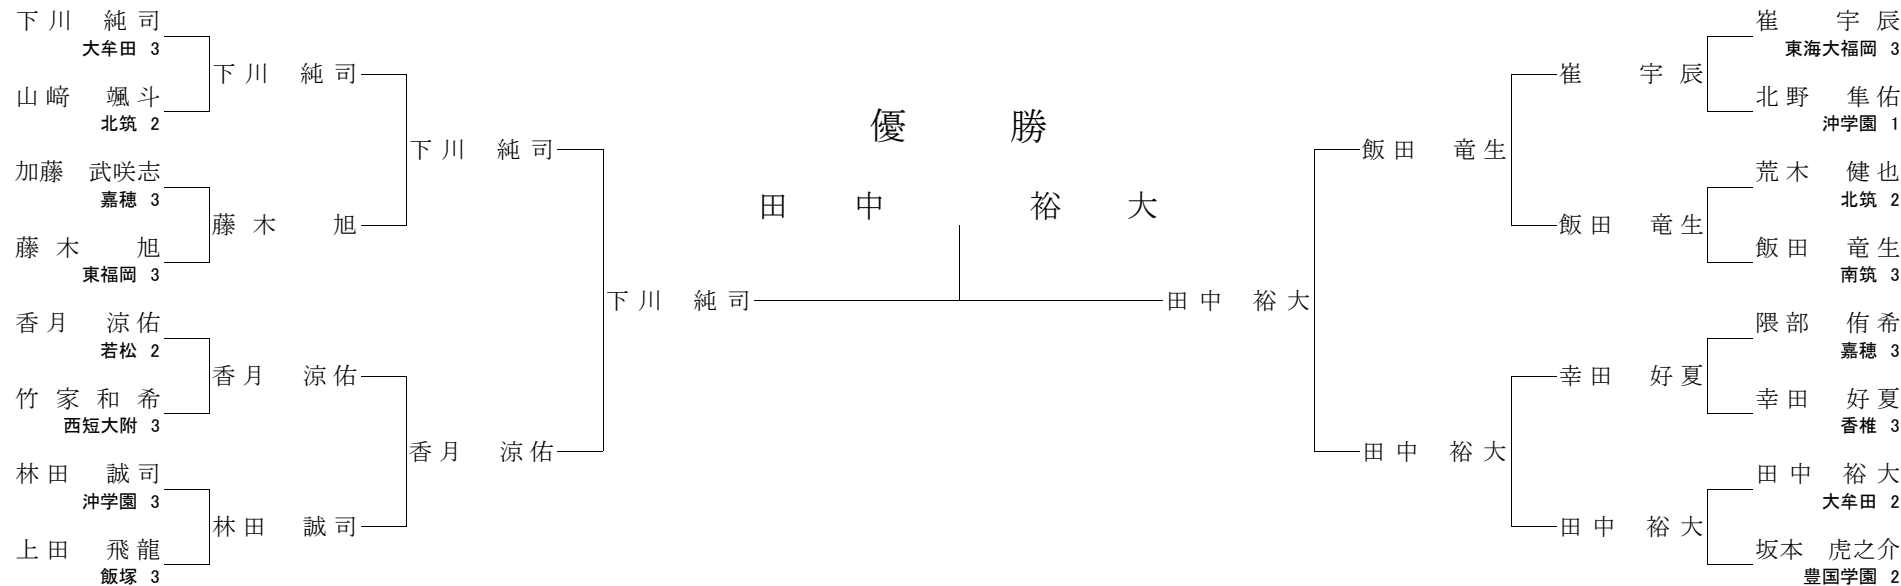 下川 純司
大牟田 3
山﨑 颯斗
北筑 2
加藤 武咲志
嘉穂 3
藤木 旭
東福岡 3
香月 涼佑
若松 2
竹家和希
西短大附 3
林田 誠司
沖学園 3
上田 飛龍
飯塚 3
下川 純司
藤木 旭
香月 涼佑
林田 誠司
下川 純司
香月 涼佑
下川 純司
優 勝
田 中 裕 大
田中 裕大
飯田 竜生
田中 裕大
崔 宇辰
飯田 竜生
幸田 好夏
田中 裕大
崔 宇辰
東海大福岡 3
北野 隼佑
沖学園 1
荒木 健也
北筑 2
飯田 竜生
南筑 3
隈部 侑希
嘉穂 3
幸田 好夏
香椎 3
田中 裕大
大牟田 2
坂本 虎之介
豊国学園 2